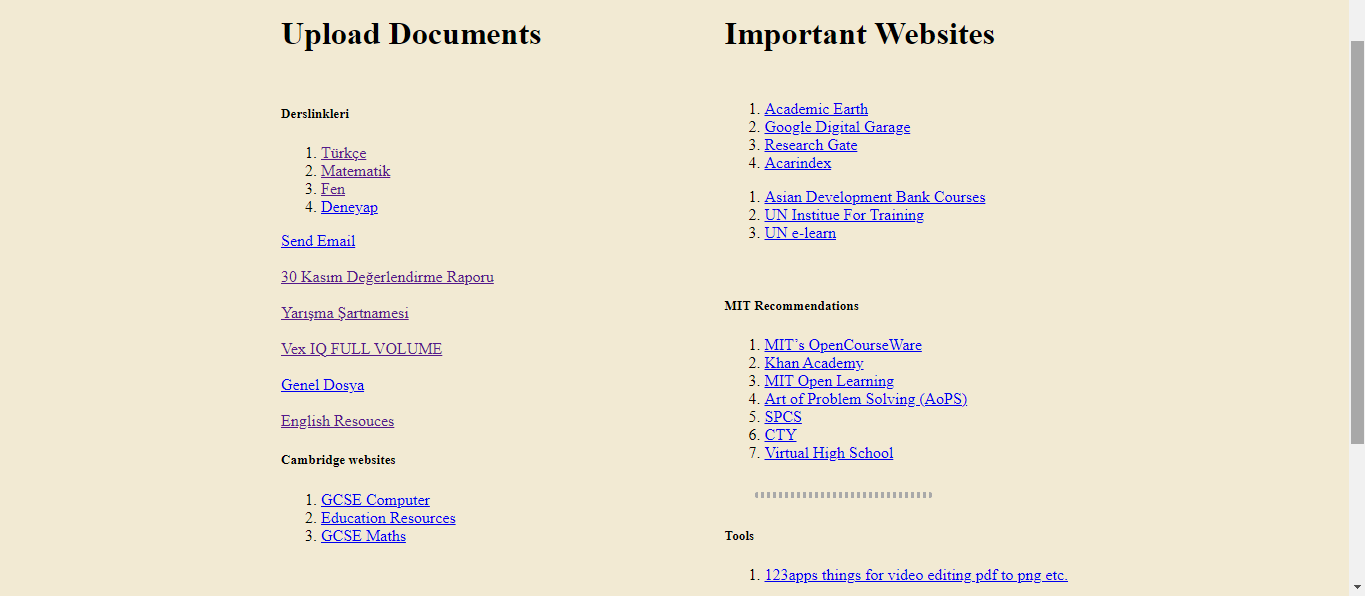 Upload Documents
Derslinkleri
1. Türkçe
2. Matematik
3. Fen
4. Deneyap
Send Email
30 Kasım Değerlendirme Raporu
Yarışma Şartnamesi
Vex IQ FULL VOLUME
Genel Dosya
English Resouces
Cambridge websites
1. GCSE Computer
2. Education Resources
3. GCSE Maths
Important Websites
1. Academic Earth
2. Google Digital Garage
3. Research Gate
4. Acarindex
1. Asian Development Bank Courses
2. UN Institue For Training
3. UN e-learn
MIT Recommendations
1. MIT’s OpenCourseWare
2. Khan Academy
3. MIT Open Learning
4. Art of Problem Solving (AoPS)
5. SPCS
6. CTY
7. Virtual High School
Tools
1. 123apps things for video editing pdf to png etc.